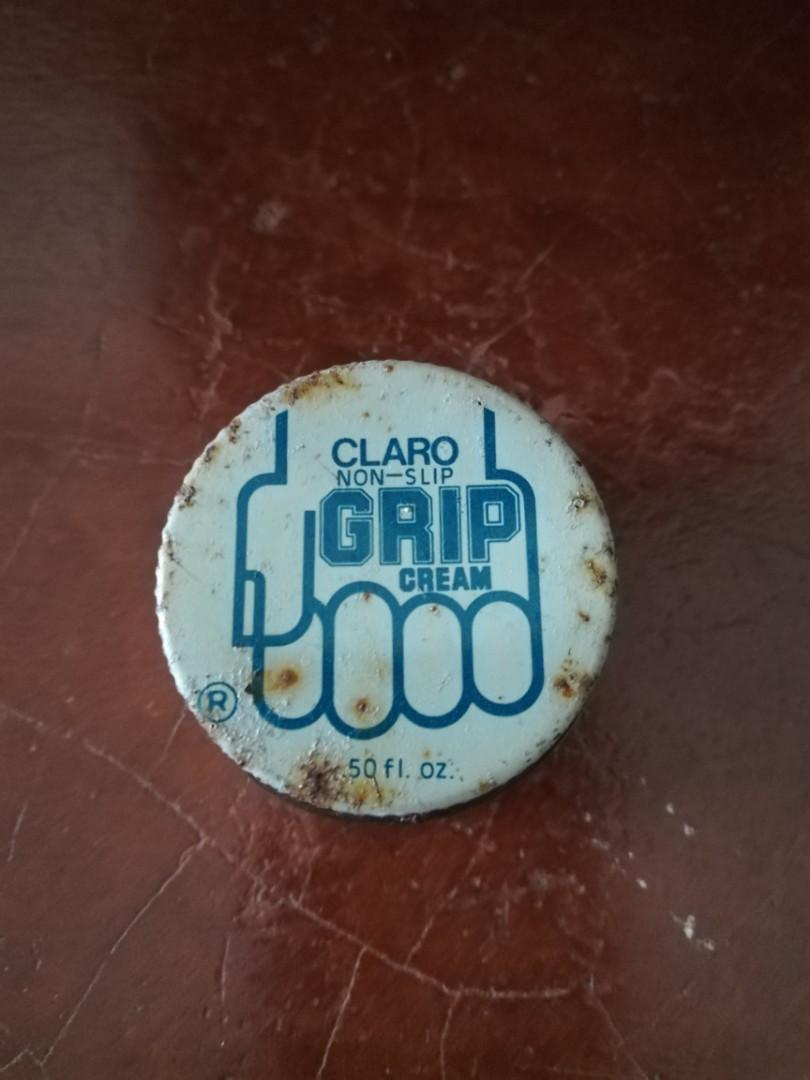 CLARO
NON-SLIP
GRIP
CREAM
®
.50 fl. oz.